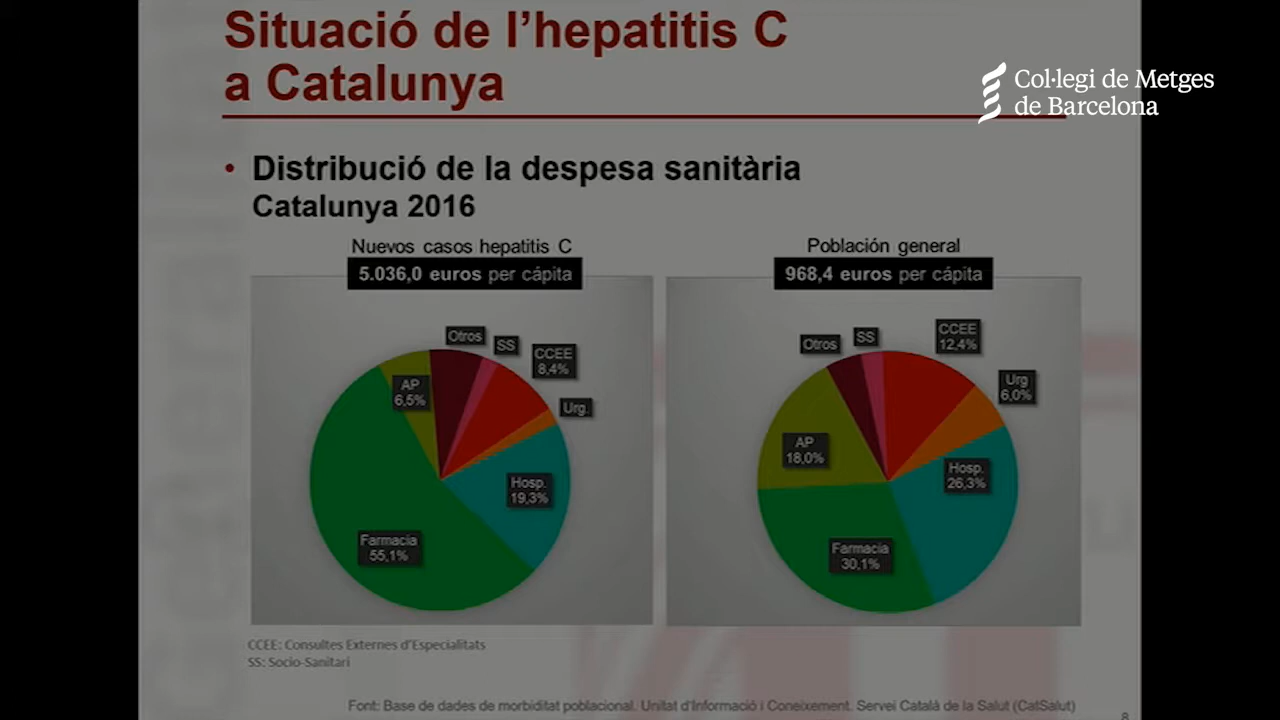 Situació de l'hepatitis C
a Catalunya
Col·legi de Metges
de Barcelona
• Distribució de la despesa sanitària
Catalunya 2016
Nuevos casos hepatitis C
5.036,0 euros per cápita
Otros
SS
CCEE
8,4%
AP
6,5%
Urg.
Hosp.
19,3%
Farmacia
55,1%
Población general
968,4 euros per cápita
Otros
SS
CCEE
12,4%
Urg
6,0%
AP
18,0%
Hosp.
26,3%
Farmacia
30,1%
CCEE: Consultes Externes d'Especialitats
SS: Socio-Sanitari
Font: Base de dades de morbiditat poblacional. Unitat d'Informació i Coneixement. Servei Català de la Salut (CatSalut)
8